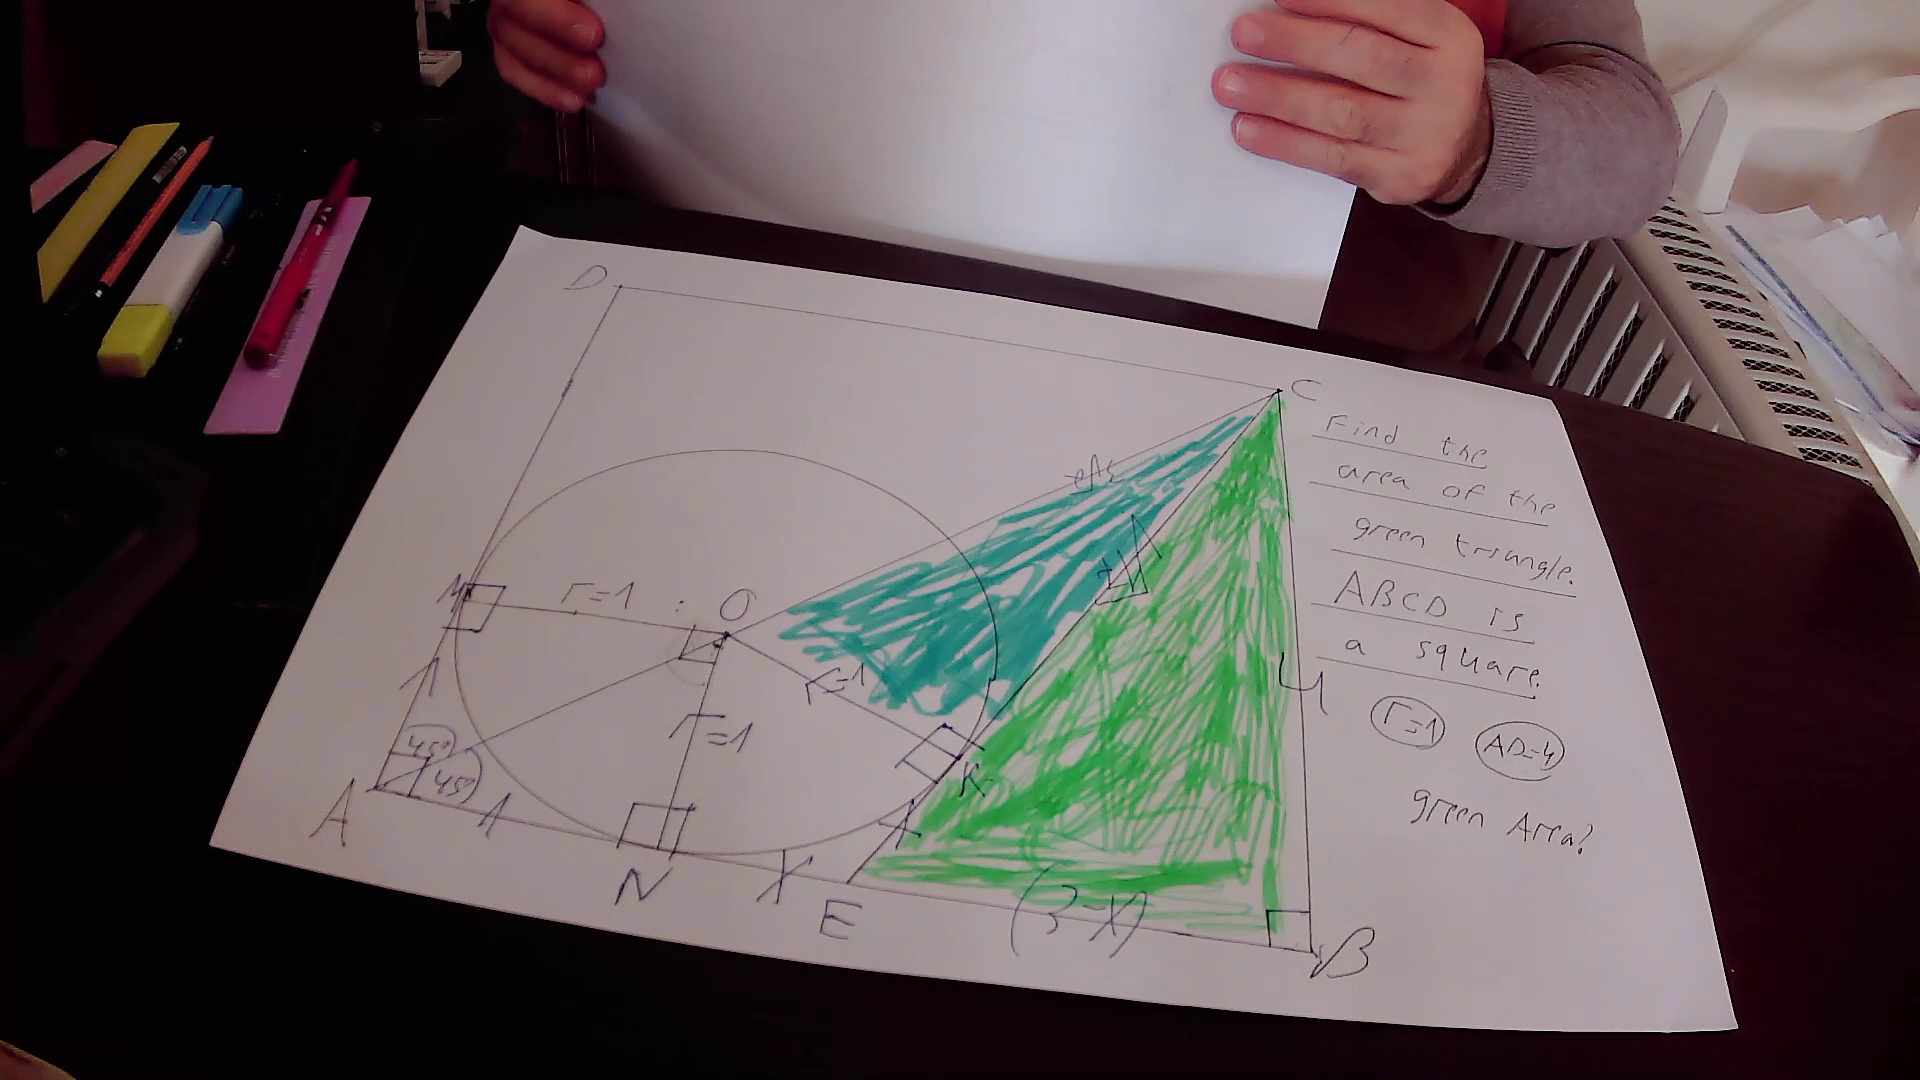 D
C
Find the
area of the
green triangle.
ABCD is
a square.
r=1
AD=4
green Area?
M
r=1
O
r=1
r=1
4
1
45°
45°
A
1
N
X
E
K
(3-X)
B